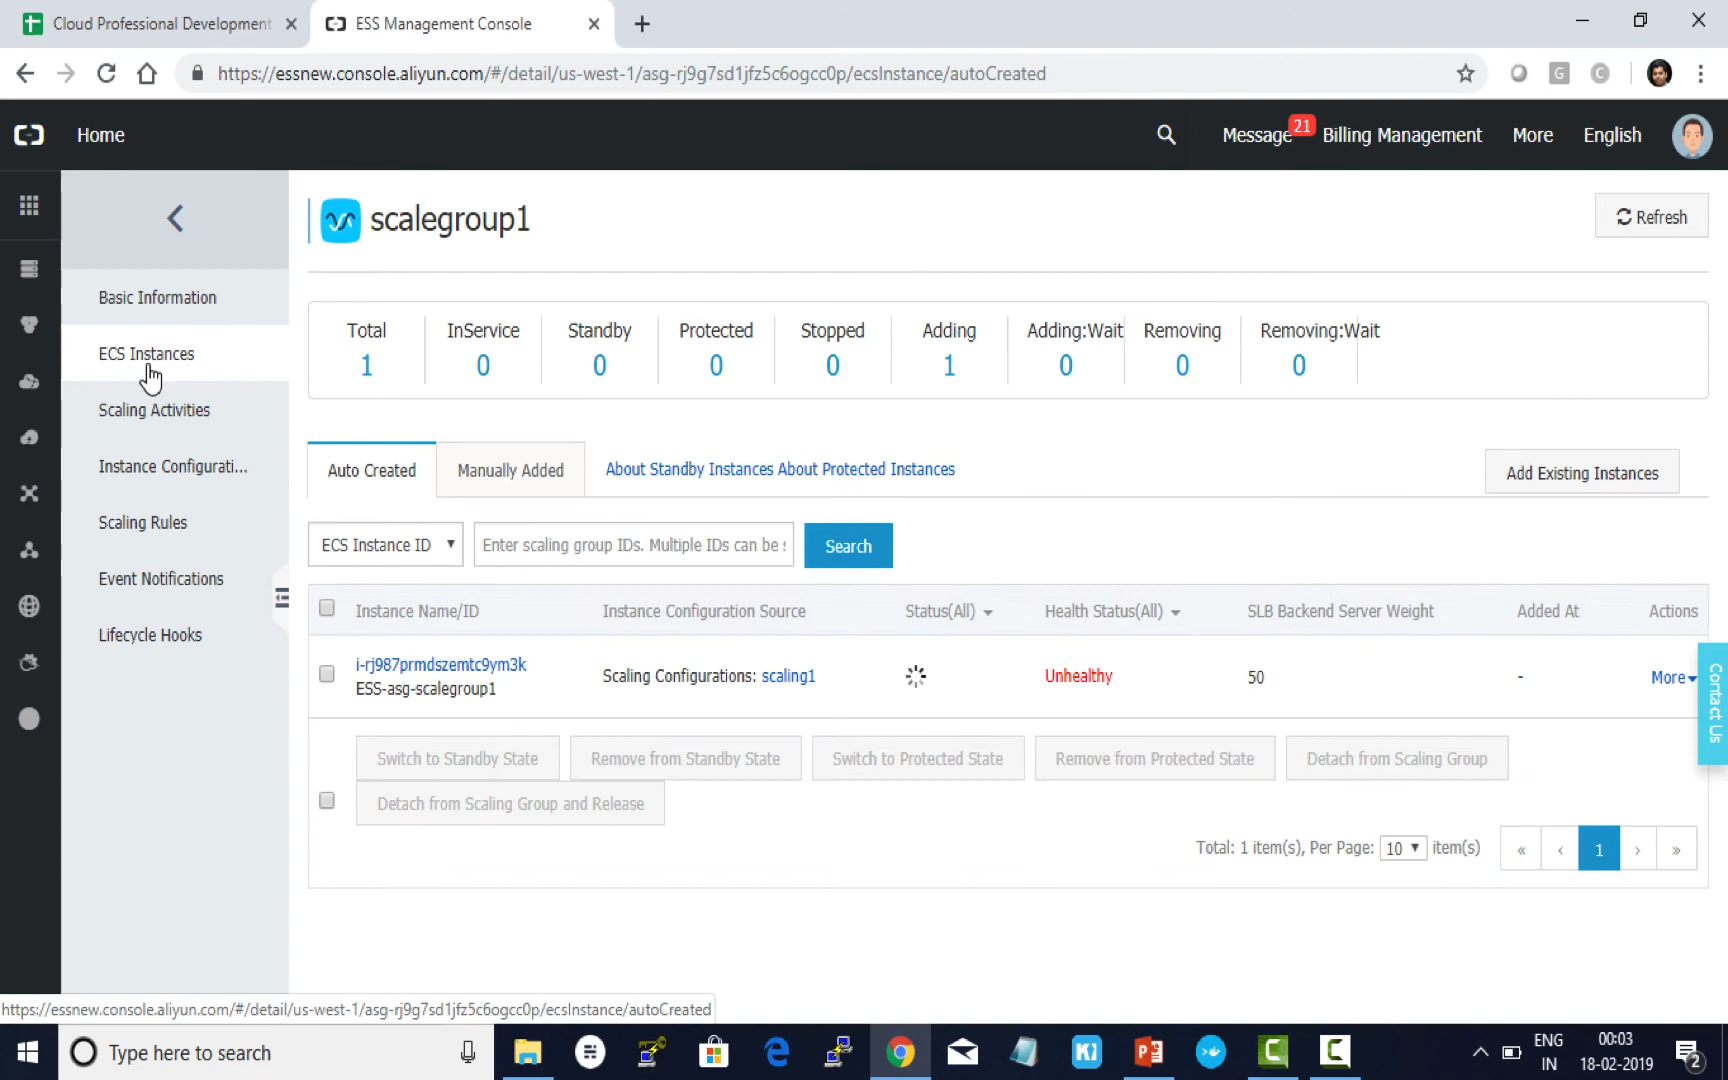 Cloud Professional Development
ESS Management Console
https://essnew.console.aliyun.com/#/detail/us-west-1/asg-rj9g7sd1jfz5c6ogcc0p/ecsInstance/autoCreated
G
C
Home
Message 21
Billing Management
More
English
scalegroup1
Refresh
Basic Information
ECS Instances
Scaling Activities
Instance Configurati...
Scaling Rules
Event Notifications
Lifecycle Hooks
Total InService Standby Protected Stopped Adding Adding:Wait Removing Removing:Wait
1 0 0 0 0 1 0 0 0
Auto Created Manually Added About Standby Instances About Protected Instances Add Existing Instances
ECS Instance ID Enter scaling group IDs. Multiple IDs can be s Search
Instance Name/ID Instance Configuration Source Status(All) Health Status(All) SLB Backend Server Weight Added At Actions
i-rj987prmdszemtc9ym3k
ESS-asg-scalegroup1
Scaling Configurations: scaling1 Unhealthy 50 - More
Switch to Standby State Remove from Standby State Switch to Protected State Remove from Protected State Detach from Scaling Group
Detach from Scaling Group and Release
Total: 1 item(s), Per Page: 10 item(s) « ‹ 1 › »
Contact Us
https://essnew.console.aliyun.com/#/detail/us-west-1/asg-rj9g7sd1jfz5c6ogcc0p/ecsInstance/autoCreated
Type here to search
ENG
IN
00:03
18-02-2019
2